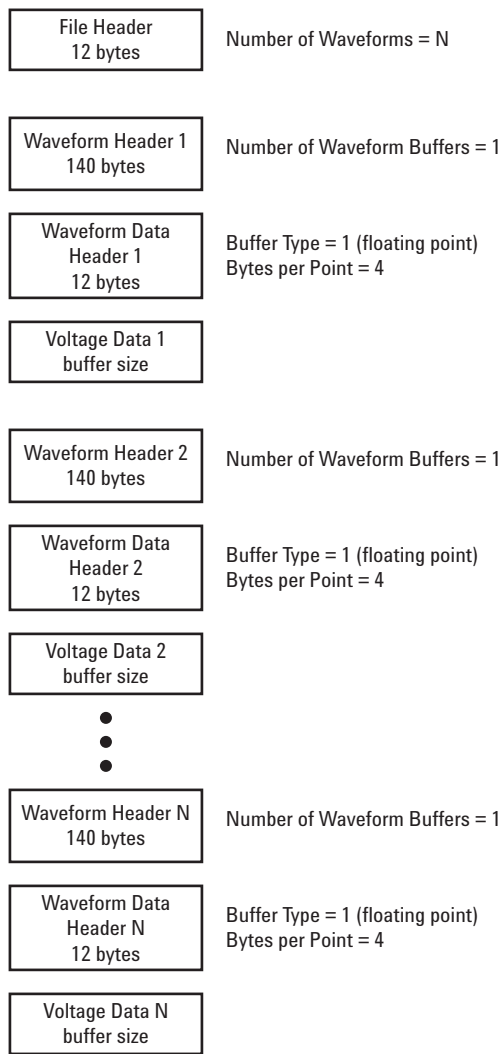 File Header
12 bytes
Number of Waveforms = N
Waveform Header 1
140 bytes
Number of Waveform Buffers = 1
Waveform Data
Header 1
12 bytes
Buffer Type = 1 (floating point)
Bytes per Point = 4
Voltage Data 1
buffer size
Waveform Header 2
140 bytes
Number of Waveform Buffers = 1
Waveform Data
Header 2
12 bytes
Buffer Type = 1 (floating point)
Bytes per Point = 4
Voltage Data 2
buffer size
Waveform Header N
140 bytes
Number of Waveform Buffers = 1
Waveform Data
Header N
12 bytes
Buffer Type = 1 (floating point)
Bytes per Point = 4
Voltage Data N
buffer size